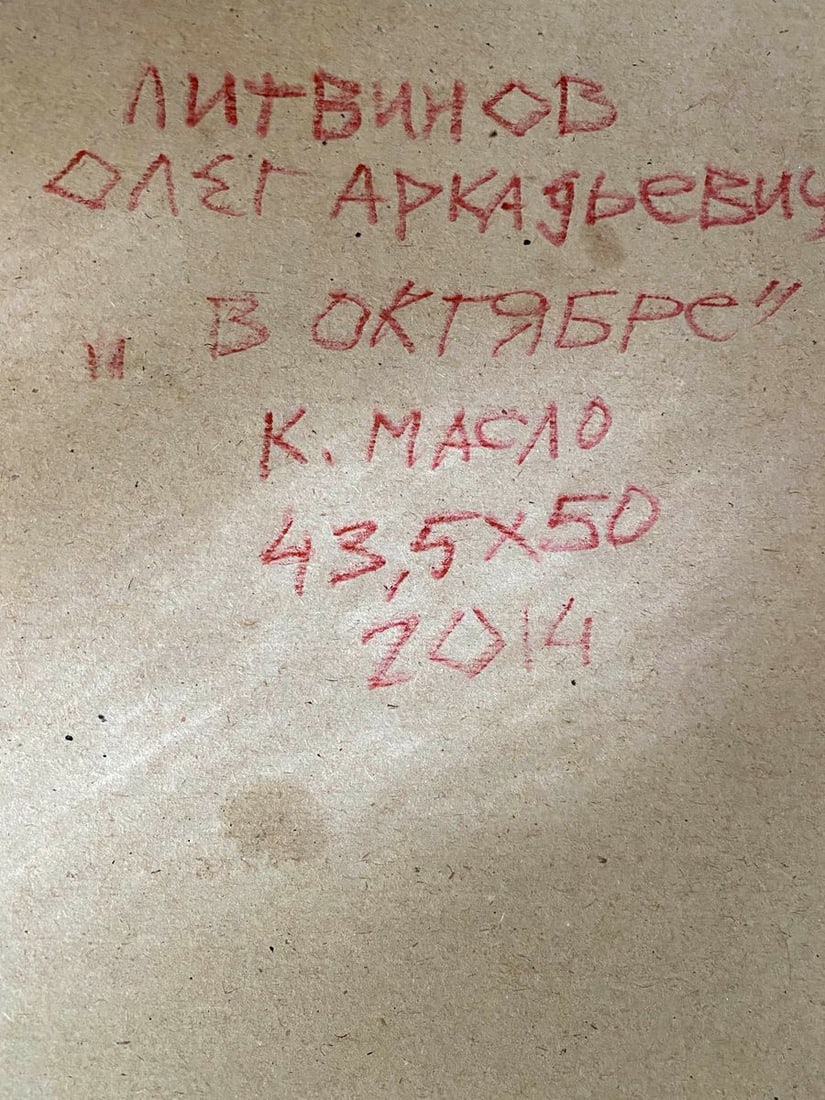 ЛИТВИНОВ
ОЛЕГ АРКАДЬЕВИЧ
„ В ОКТЯБРЕ"
К. МАСЛО
43,5х50
2014